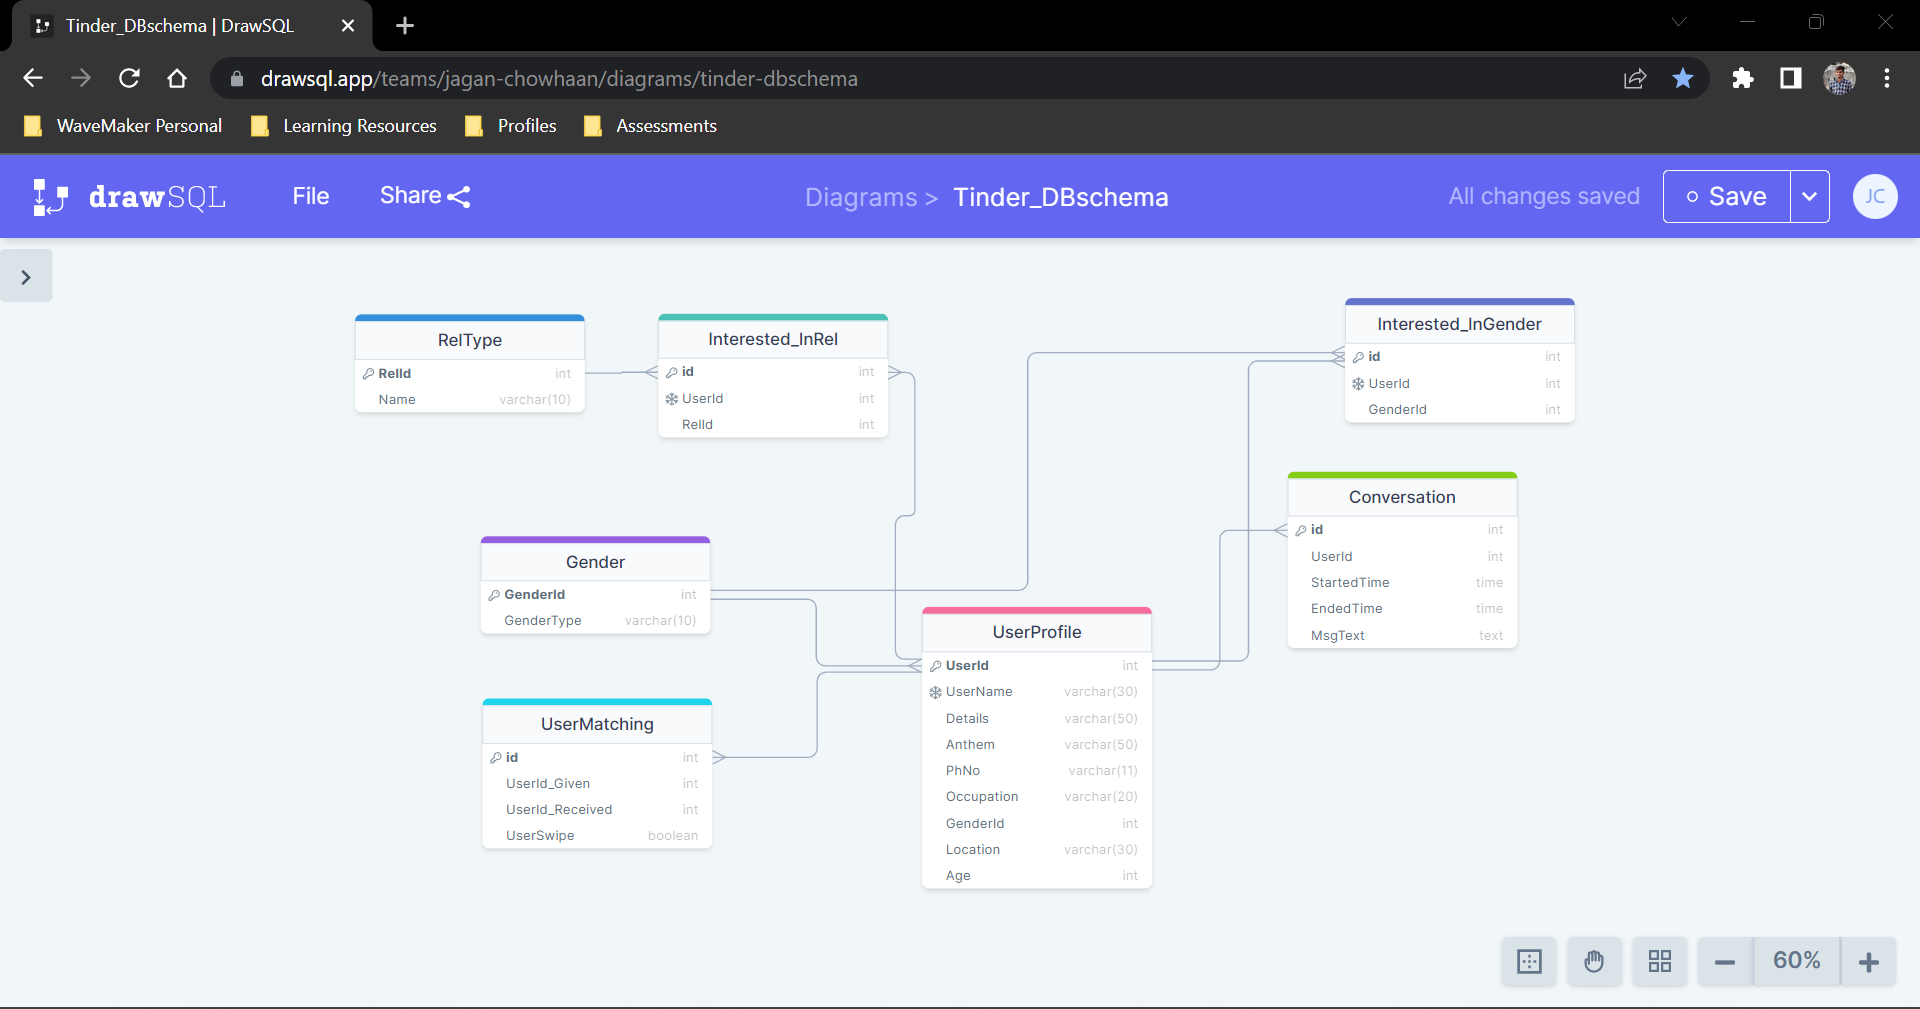 Tinder_DBschema | DrawSQL
drawsql.app/teams/jagan-chowhaan/diagrams/tinder-dbschema
WaveMaker Personal Learning Resources Profiles Assessments
drawSQL File Share Diagrams > Tinder_DBschema All changes saved Save JC
RelType
RelId int
Name varchar(10)
Interested_InRel
id int
UserId int
RelId int
Interested_InGender
id int
UserId int
GenderId int
Conversation
id int
UserId int
StartedTime time
EndedTime time
MsgText text
Gender
GenderId int
GenderType varchar(10)
UserProfile
UserId int
UserName varchar(30)
Details varchar(50)
Anthem varchar(50)
PhNo varchar(11)
Occupation varchar(20)
GenderId int
Location varchar(30)
Age int
UserMatching
id int
UserId_Given int
UserId_Received int
UserSwipe boolean
60%